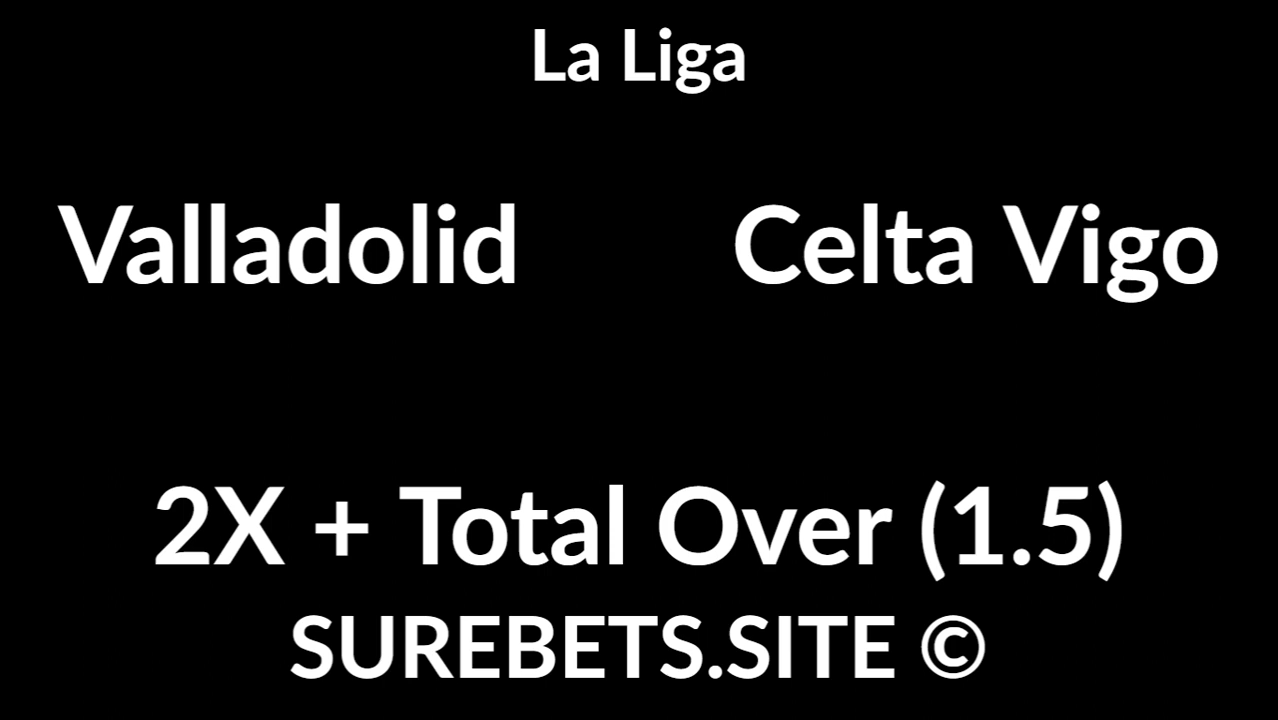 La Liga
Valladolid Celta Vigo
2X + Total Over (1.5)
SUREBETS.SITE ©